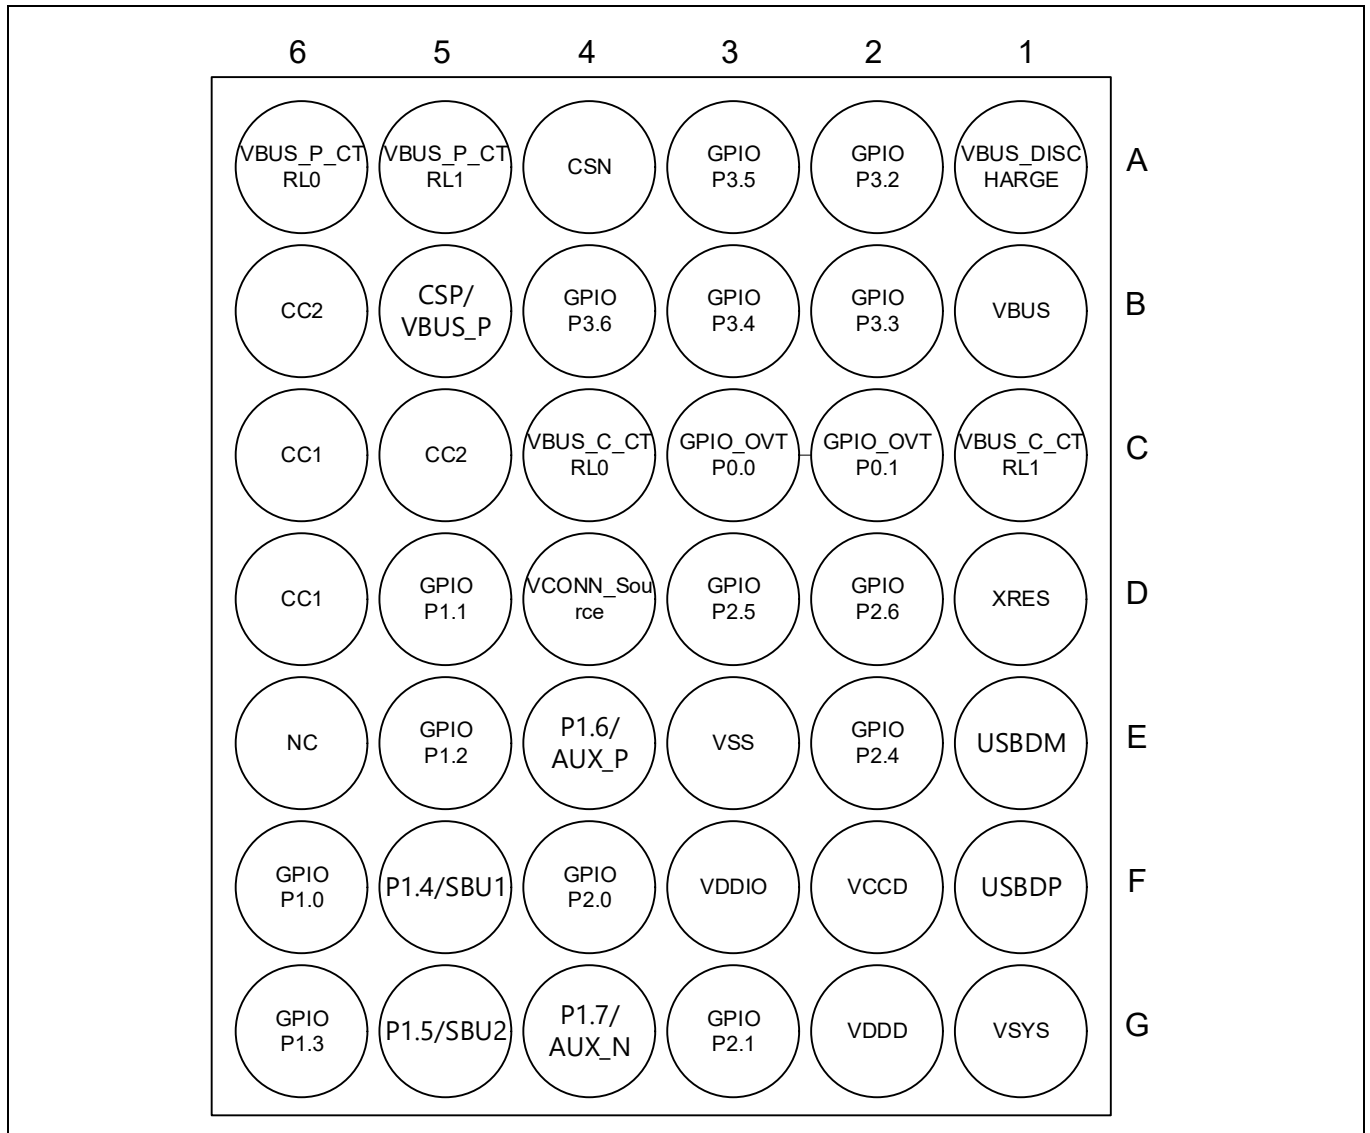 6 5 4 3 2 1
VBUS_P_CT
RL0
VBUS_P_CT
RL1
CSN
GPIO
P3.5
GPIO
P3.2
VBUS_DISC
HARGE
A
CC2
CSP/
VBUS_P
GPIO
P3.6
GPIO
P3.4
GPIO
P3.3
VBUS
B
CC1
CC2
VBUS_C_CT
RL0
GPIO_OVT
P0.0
GPIO_OVT
P0.1
VBUS_C_CT
RL1
C
CC1
GPIO
P1.1
VCONN_Sou
rce
GPIO
P2.5
GPIO
P2.6
XRES
D
NC
GPIO
P1.2
P1.6/
AUX_P
VSS
GPIO
P2.4
USBDM
E
GPIO
P1.0
P1.4/SBU1
GPIO
P2.0
VDDIO
VCCD
USBDP
F
GPIO
P1.3
P1.5/SBU2
P1.7/
AUX_N
GPIO
P2.1
VDDD
VSYS
G